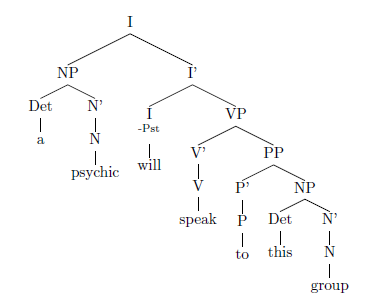 I
NP I'
Det N' I VP
-Pst
a N will V' PP
psychic V P' NP
speak P Det N'
to this N
group